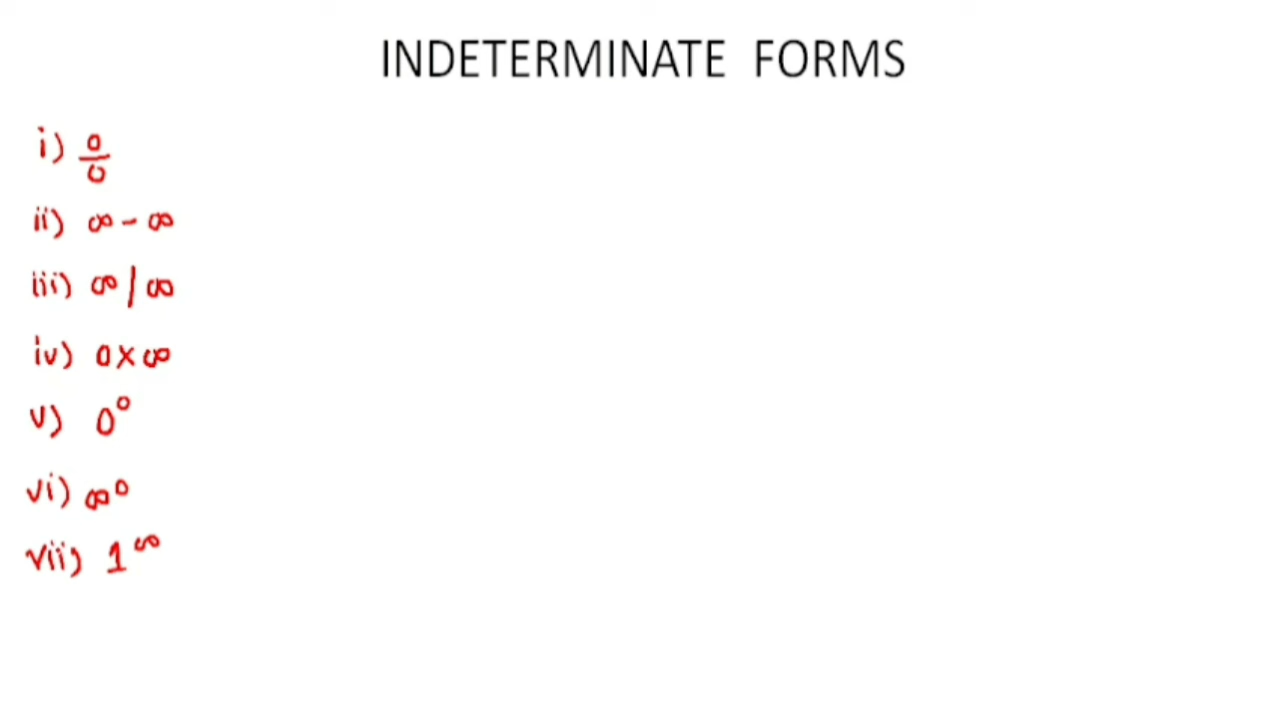 INDETERMINATE FORMS
i) 0/0
ii) ∞ - ∞
iii) ∞ / ∞
iv) 0 x ∞
v) 0⁰
vi) ∞⁰
vii) 1^∞